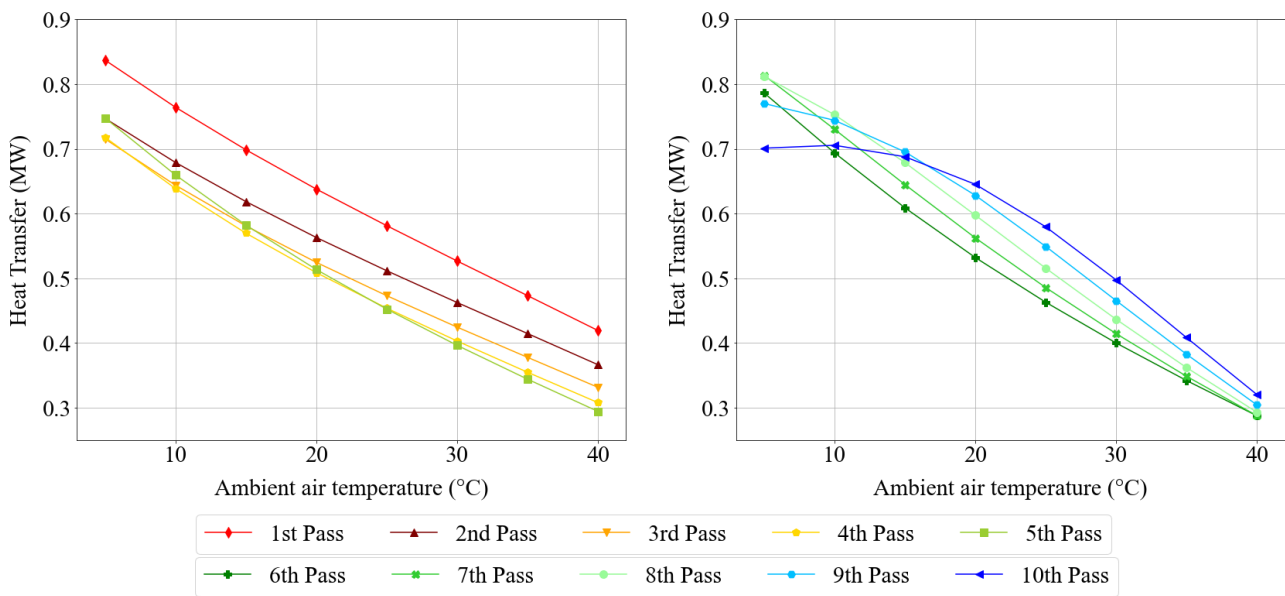 0.9
0.8
0.7
0.6
0.5
0.4
0.3
Heat Transfer (MW)
10 20 30 40
Ambient air temperature (°C)
0.9
0.8
0.7
0.6
0.5
0.4
0.3
Heat Transfer (MW)
10 20 30 40
Ambient air temperature (°C)
1st Pass 2nd Pass 3rd Pass 4th Pass 5th Pass
6th Pass 7th Pass 8th Pass 9th Pass 10th Pass